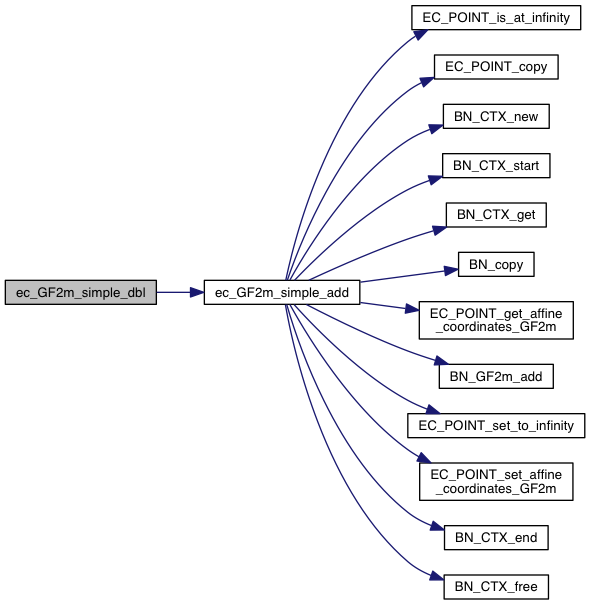 EC_POINT_is_at_infinity
EC_POINT_copy
BN_CTX_new
BN_CTX_start
BN_CTX_get
BN_copy
ec_GF2m_simple_dbl
ec_GF2m_simple_add
EC_POINT_get_affine
_coordinates_GF2m
BN_GF2m_add
EC_POINT_set_to_infinity
EC_POINT_set_affine
_coordinates_GF2m
BN_CTX_end
BN_CTX_free